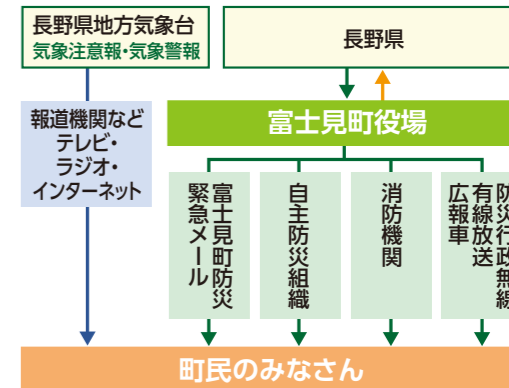 長野県地方気象台
気象注意報・気象警報
長野県
報道機関など
テレビ・
ラジオ・
インターネット
富士見町役場
富士見町防災
緊急メール
自主防災組織
消防機関
防災行政無線
有線放送
広報車
町民のみなさん